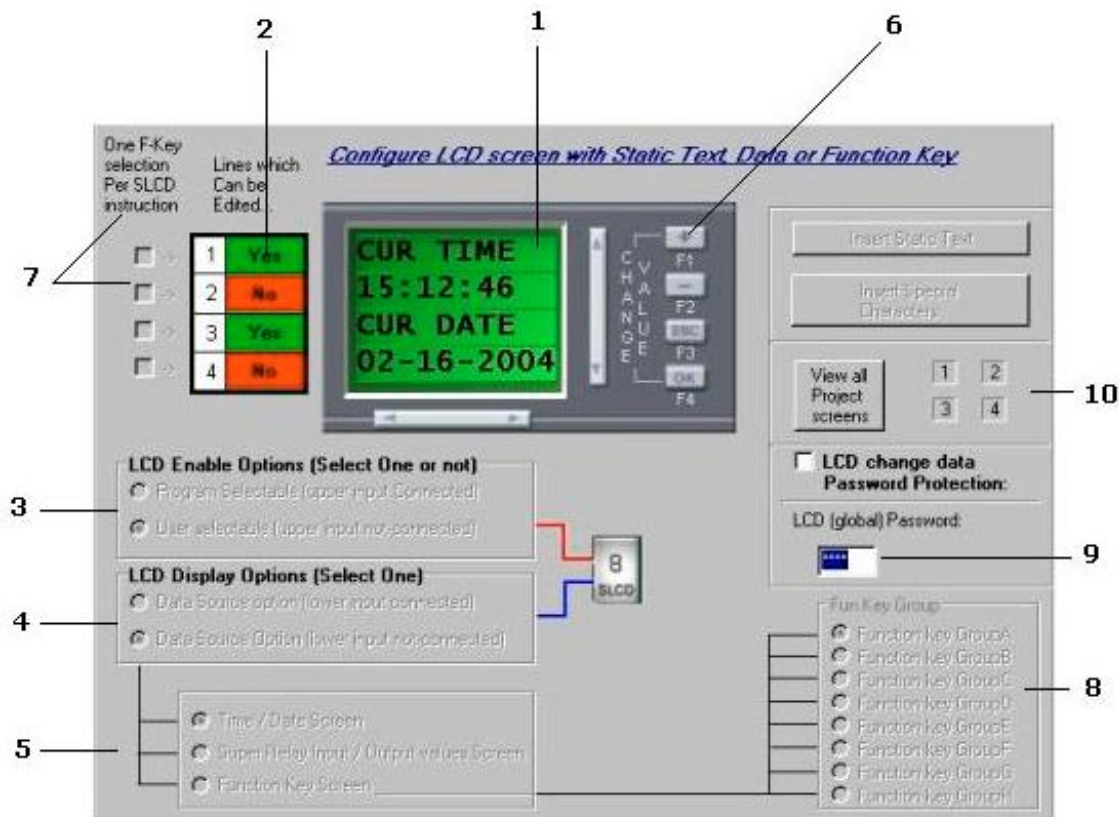 2
1
6
One F-Key
selection
Per SLCD
instruction
Lines which
Can be
Edited...
Configure LCD screen with Static Text, Data or Function Key
7
1 Yes
2 No
3 Yes
4 No
CUR TIME
15:12:46
CUR DATE
02-16-2004
CHANGE
VALUE
+
F1
−
F2
ESC
F3
OK
F4
Insert Static Text
Insert Special
Characters
View all
Project
screens
1 2
3 4
10
LCD change data
Password Protection:
LCD (global) Password:
****
9
LCD Enable Options (Select One or not)
3
Program Selectable (upper input Connected)
User selectable (upper input not-connected)
LCD Display Options (Select One)
4
Data Source option (lower input connected)
Data Source Option (lower input not-connected)
8
SLCD
5
Time / Date Screen
Super Relay Input / Output values Screen
Function Key Screen
Fun Key Group
Function key GroupA
Function key GroupB
Function key GroupC
Function key GroupD
Function key GroupE
Function key GroupF
Function key GroupG
Function key GroupH
8